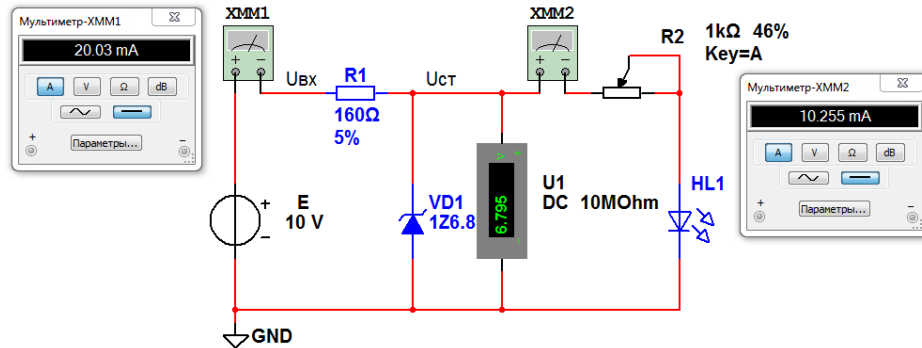 Мультиметр-XMM1
20.03 mA
A V Ω dB
+ Параметры... −
XMM1
+ −
Uвх
R1
160Ω
5%
Uст
XMM2
+ −
R2
1kΩ 46%
Key=A
Мультиметр-XMM2
10.255 mA
A V Ω dB
+ Параметры... −
E
10 V
+
−
VD1
1Z6.8
6.795
+
U1
DC 10MOhm
HL1
GND